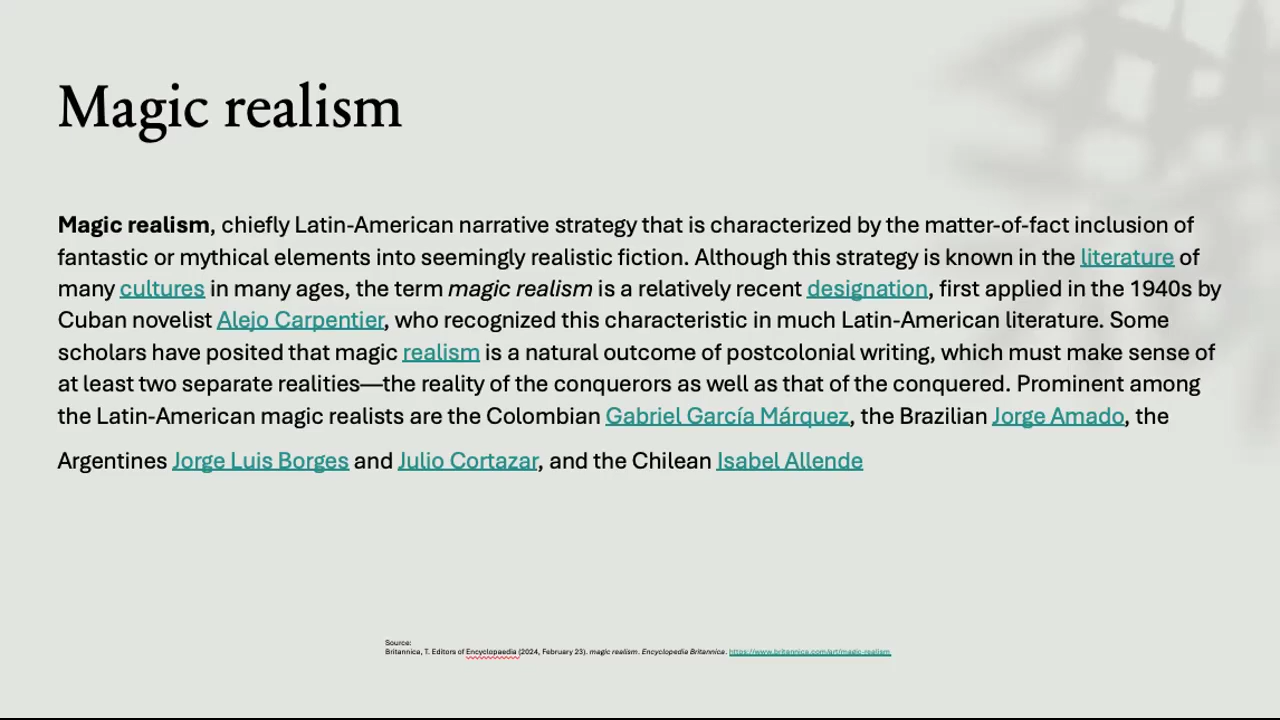 Magic realism
Magic realism, chiefly Latin-American narrative strategy that is characterized by the matter-of-fact inclusion of
fantastic or mythical elements into seemingly realistic fiction. Although this strategy is known in the literature of
many cultures in many ages, the term magic realism is a relatively recent designation, first applied in the 1940s by
Cuban novelist Alejo Carpentier, who recognized this characteristic in much Latin-American literature. Some
scholars have posited that magic realism is a natural outcome of postcolonial writing, which must make sense of
at least two separate realities—the reality of the conquerors as well as that of the conquered. Prominent among
the Latin-American magic realists are the Colombian Gabriel García Márquez, the Brazilian Jorge Amado, the
Argentines Jorge Luis Borges and Julio Cortazar, and the Chilean Isabel Allende
Source:
Britannica, T. Editors of Encyclopaedia (2024, February 23). magic realism. Encyclopedia Britannica. https://www.britannica.com/art/magic-realism